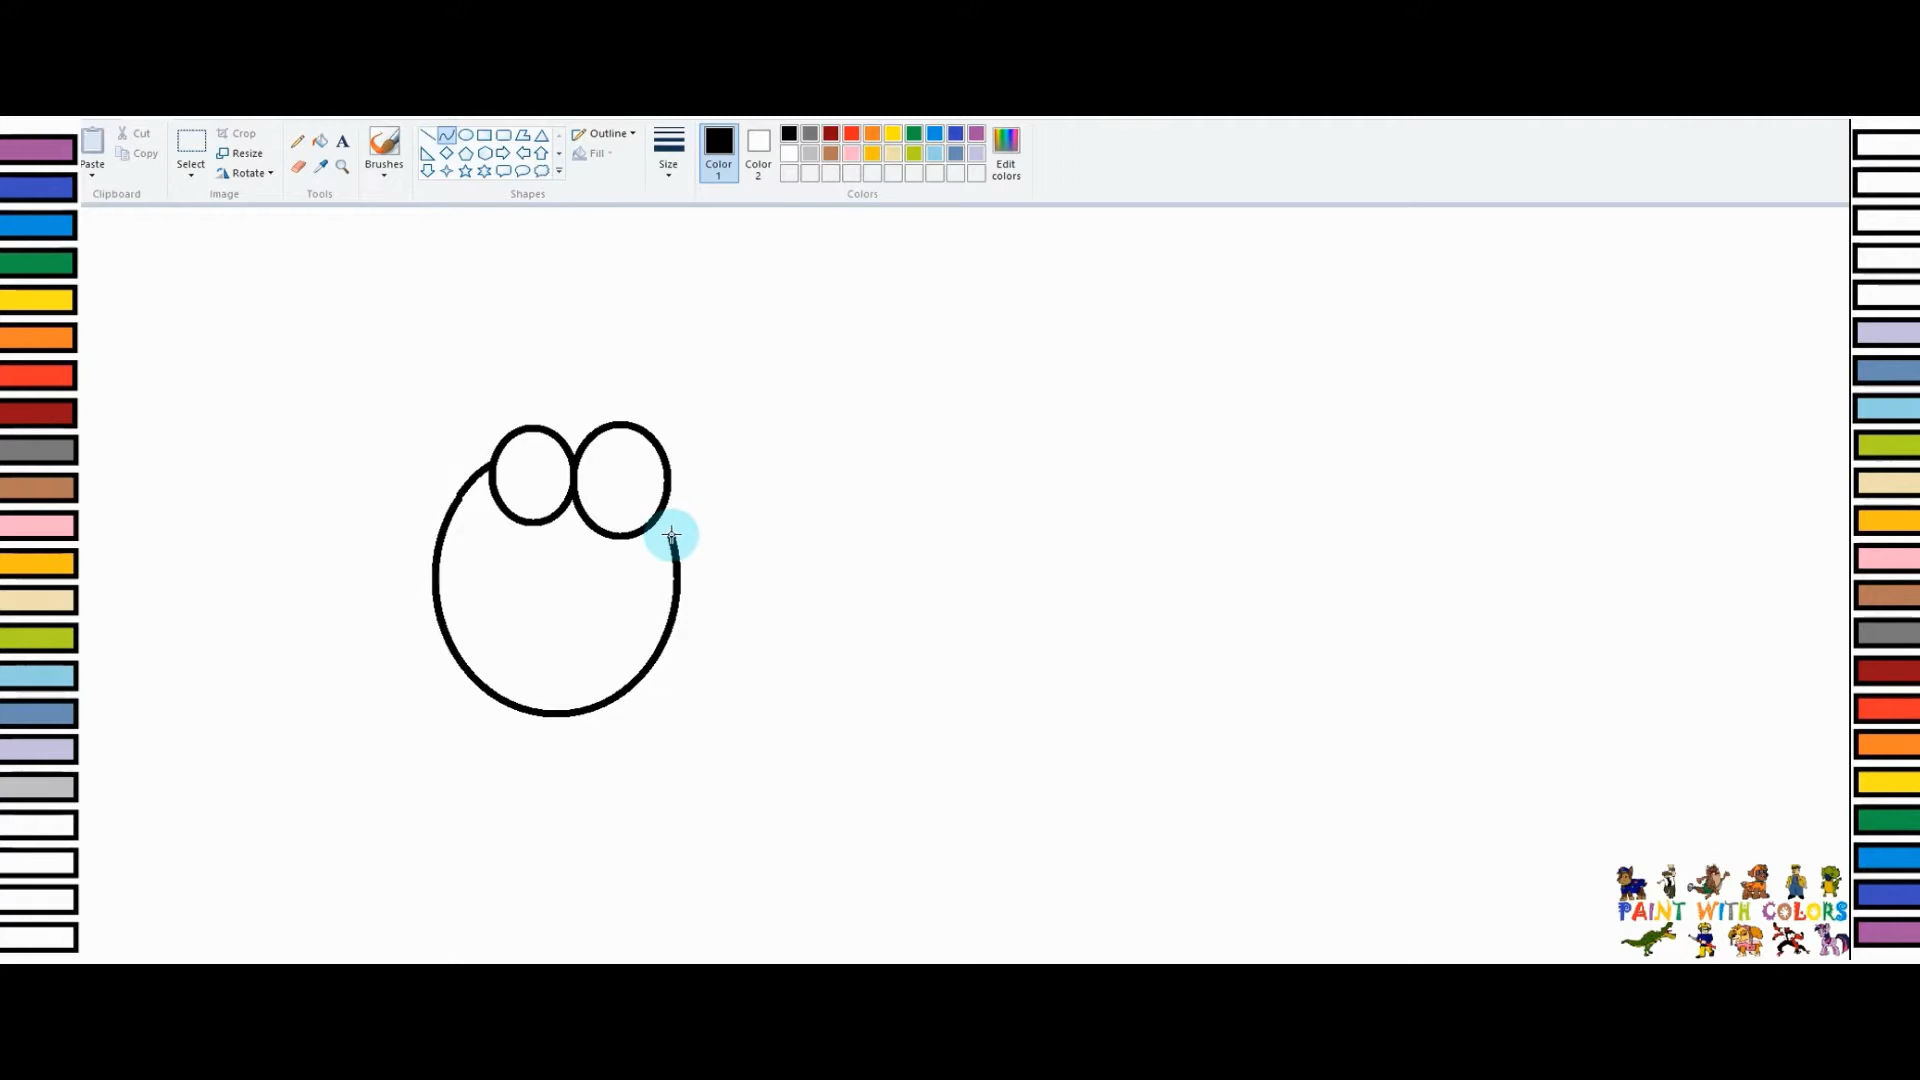 Paste
Cut
Copy
Clipboard
Select
Crop
Resize
Rotate
Image
A
Tools
Brushes
Shapes
Outline
Fill
Size
Color
1
Color
2
Edit
colors
Colors
PAINT WITH COLORS